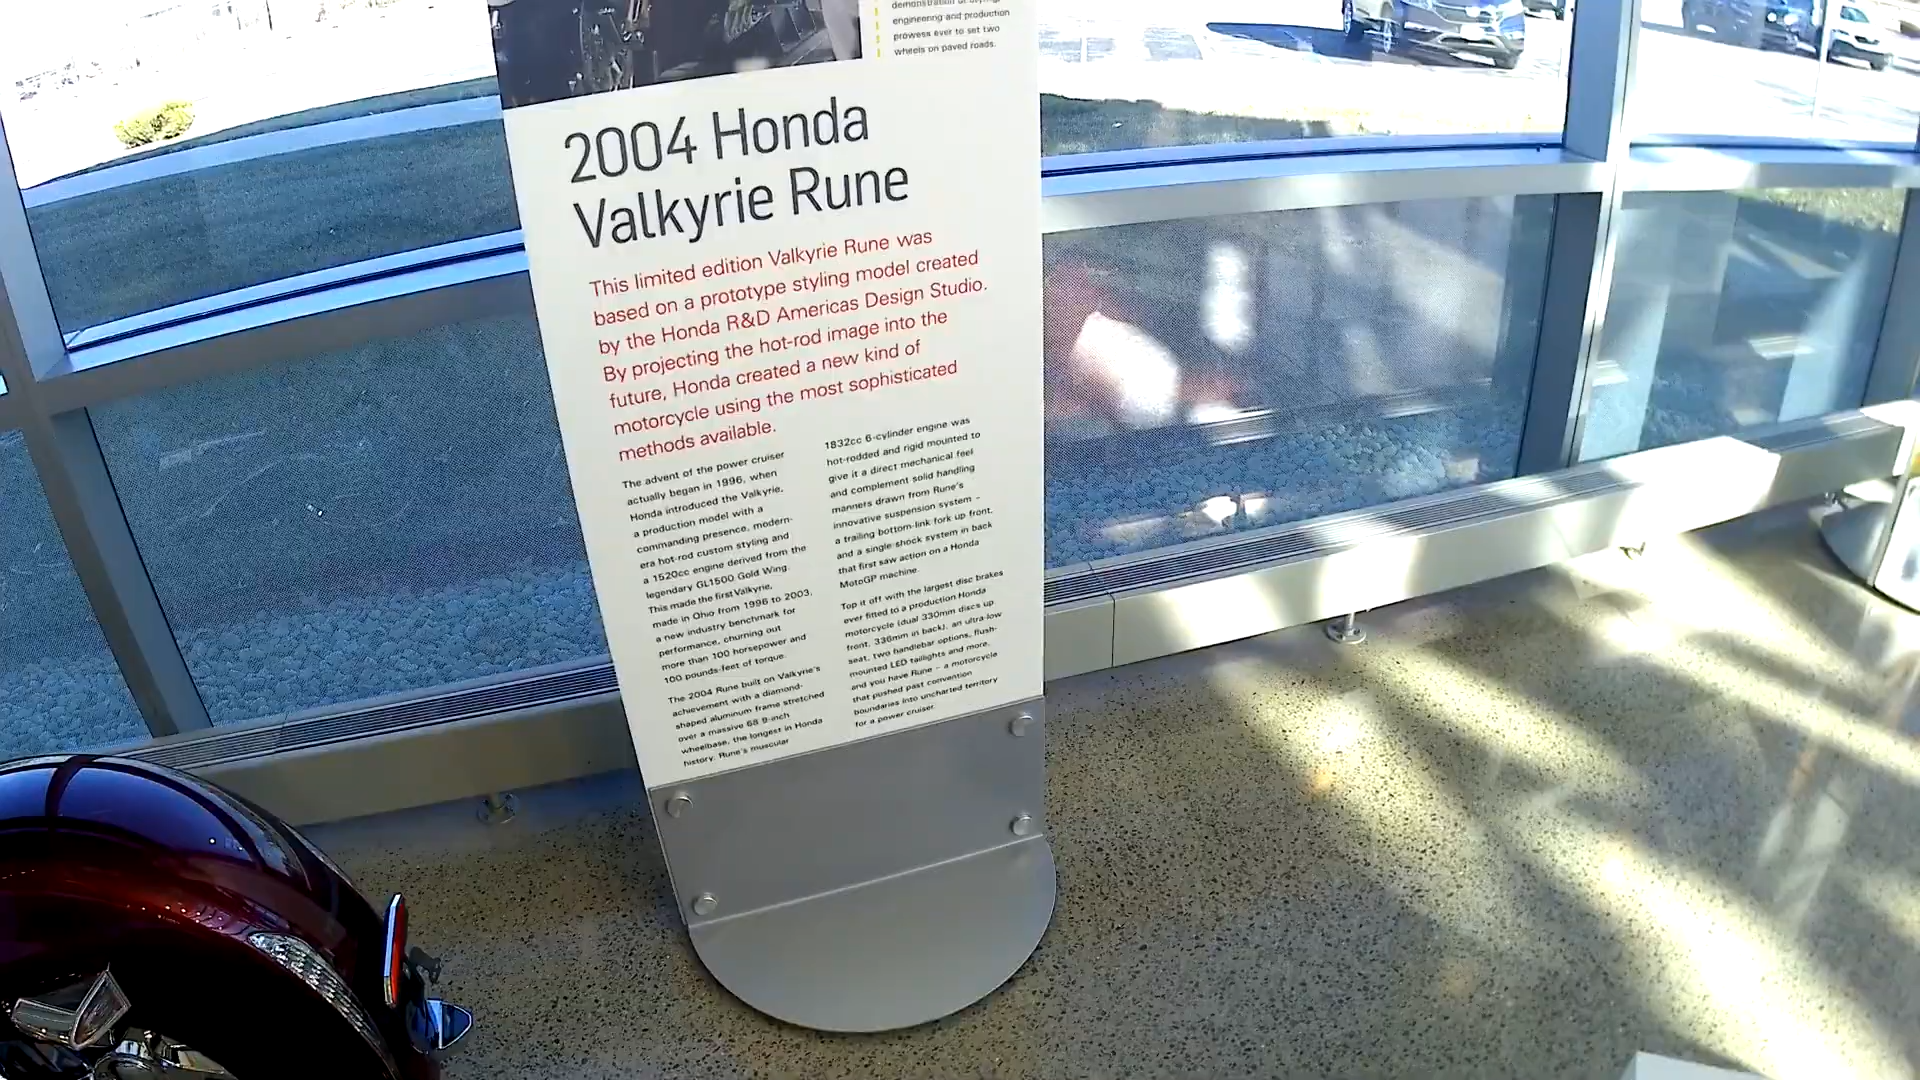 demonstration of styling,
engineering and production
prowess ever to set two
wheels on paved roads.
2004 Honda
Valkyrie Rune
This limited edition Valkyrie Rune was
based on a prototype styling model created
by the Honda R&D Americas Design Studio.
By projecting the hot-rod image into the
future, Honda created a new kind of
motorcycle using the most sophisticated
methods available.
The advent of the power cruiser
actually began in 1996, when
Honda introduced the Valkyrie,
a production model with a
commanding presence, modern-
era hot-rod custom styling and
a 1520cc engine derived from the
legendary GL1500 Gold Wing.
This made the first Valkyrie,
made in Ohio from 1996 to 2003,
a new industry benchmark for
performance, churning out
more than 100 horsepower and
100 pounds-feet of torque.
The 2004 Rune built on Valkyrie's
achievement with a diamond-
shaped aluminum frame stretched
over a massive 68.9-inch
wheelbase, the longest in Honda
history. Rune's muscular
1832cc 6-cylinder engine was
hot-rodded and rigid mounted to
give it a direct mechanical feel
and complement solid handling
manners drawn from Rune's
innovative suspension system –
a trailing bottom-link fork up front,
and a single-shock system in back
that first saw action on a Honda
MotoGP machine.
Top it off with the largest disc brakes
ever fitted to a production Honda
motorcycle (dual 330mm discs up
front, 336mm in back), an ultra-low
seat, two handlebar options, flush-
mounted LED taillights and more,
and you have Rune – a motorcycle
that pushed past convention
boundaries into uncharted territory
for a power cruiser.